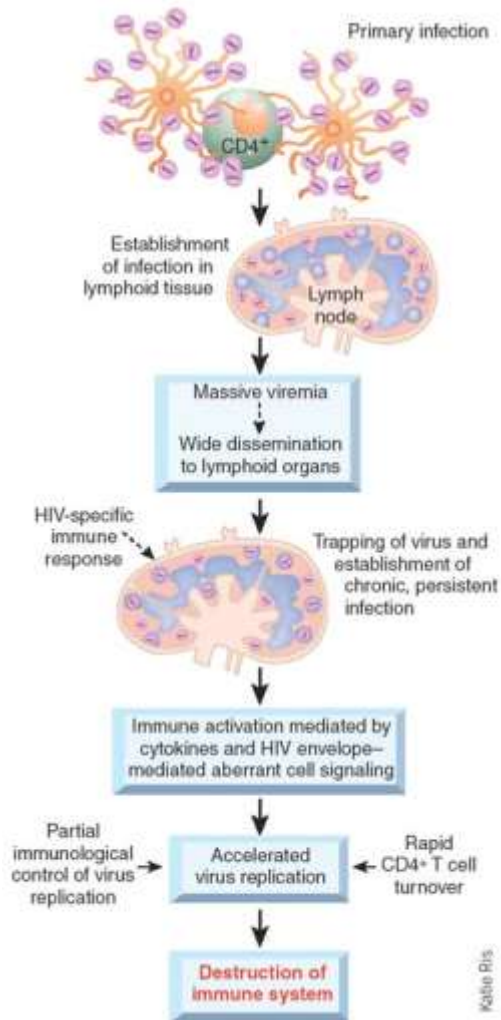 Primary infection
CD4+
Establishment
of infection in
lymphoid tissue
Lymph
node
Massive viremia
Wide dissemination
to lymphoid organs
HIV-specific
immune
response
Trapping of virus and
establishment of
chronic, persistent
infection
Immune activation mediated by
cytokines and HIV envelope–
mediated aberrant cell signaling
Partial
immunological
control of virus
replication
Accelerated
virus replication
Rapid
CD4+ T cell
turnover
Destruction of
immune system
Katie Ris